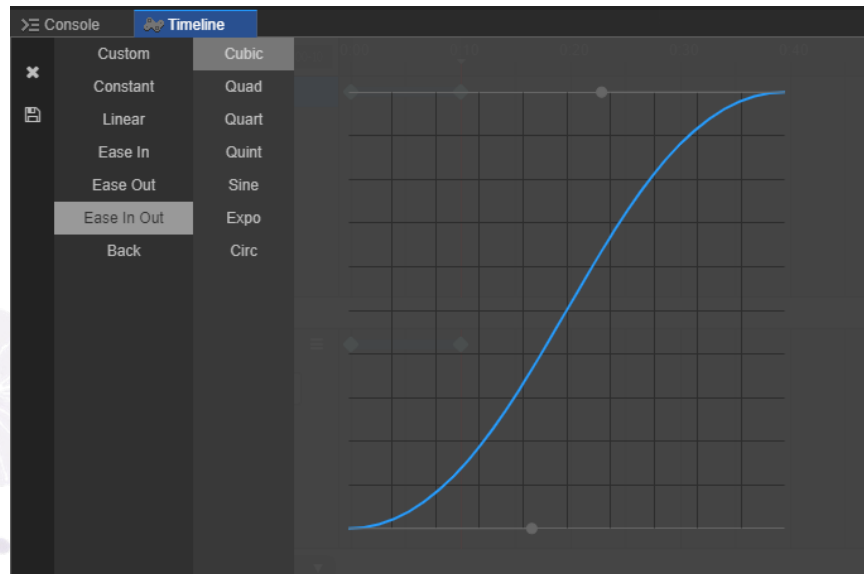 Console Timeline
Custom Cubic
Constant Quad
Linear Quart
Ease In Quint
Ease Out Sine
Ease In Out Expo
Back Circ